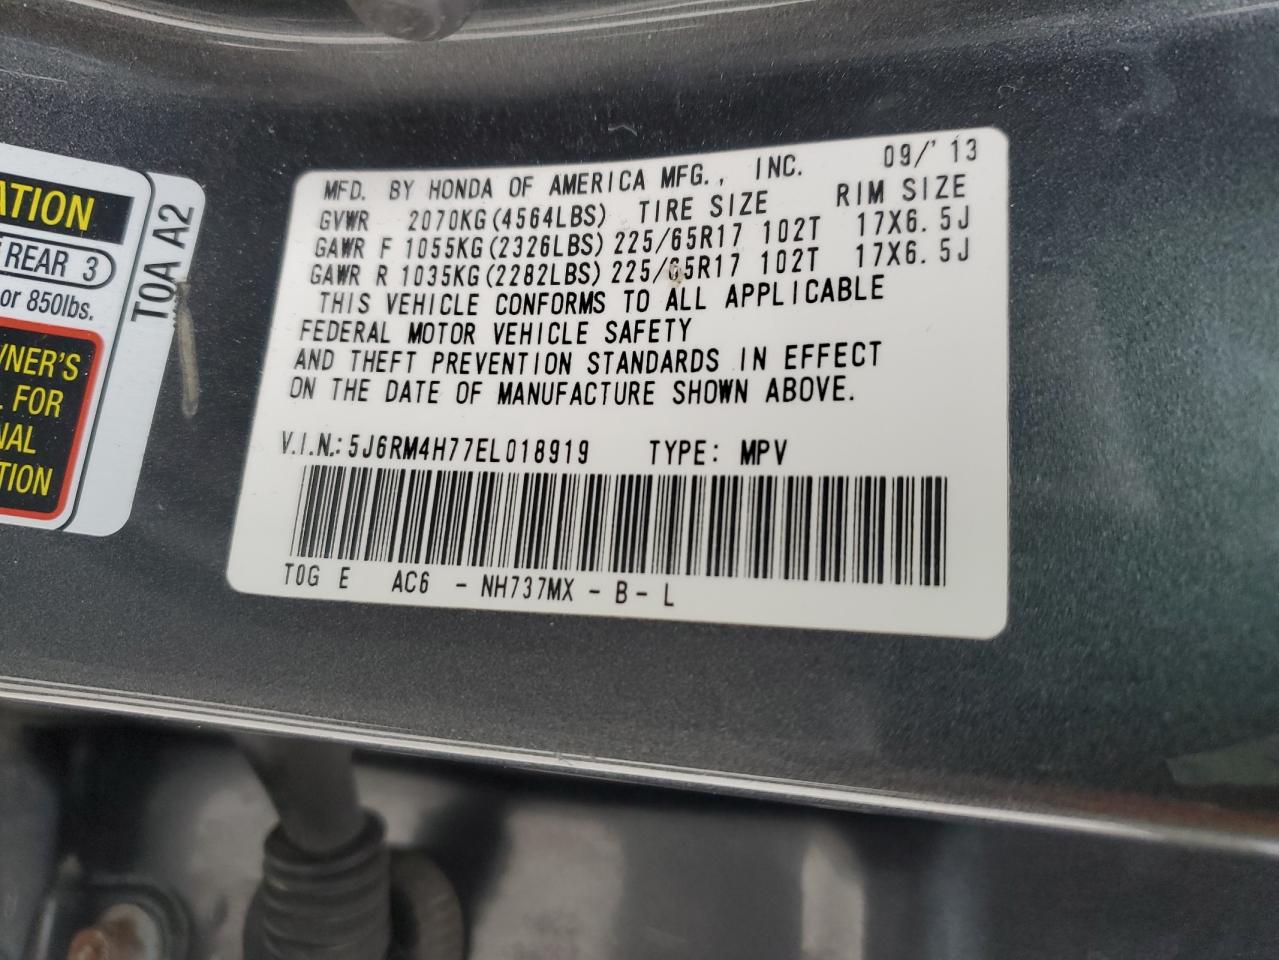 ATION
REAR 3
or 850lbs.
WNER'S
FOR
NAL
TION
T0A A2
MFD. BY HONDA OF AMERICA MFG., INC. 09/'13
GVWR 2070KG(4564LBS) TIRE SIZE RIM SIZE
GAWR F 1055KG(2326LBS) 225/65R17 102T 17X6.5J
GAWR R 1035KG(2282LBS) 225/65R17 102T 17X6.5J
THIS VEHICLE CONFORMS TO ALL APPLICABLE
FEDERAL MOTOR VEHICLE SAFETY
AND THEFT PREVENTION STANDARDS IN EFFECT
ON THE DATE OF MANUFACTURE SHOWN ABOVE.
V.I.N.: 5J6RM4H77EL018919 TYPE: MPV
T0G E AC6 - NH737MX - B - L